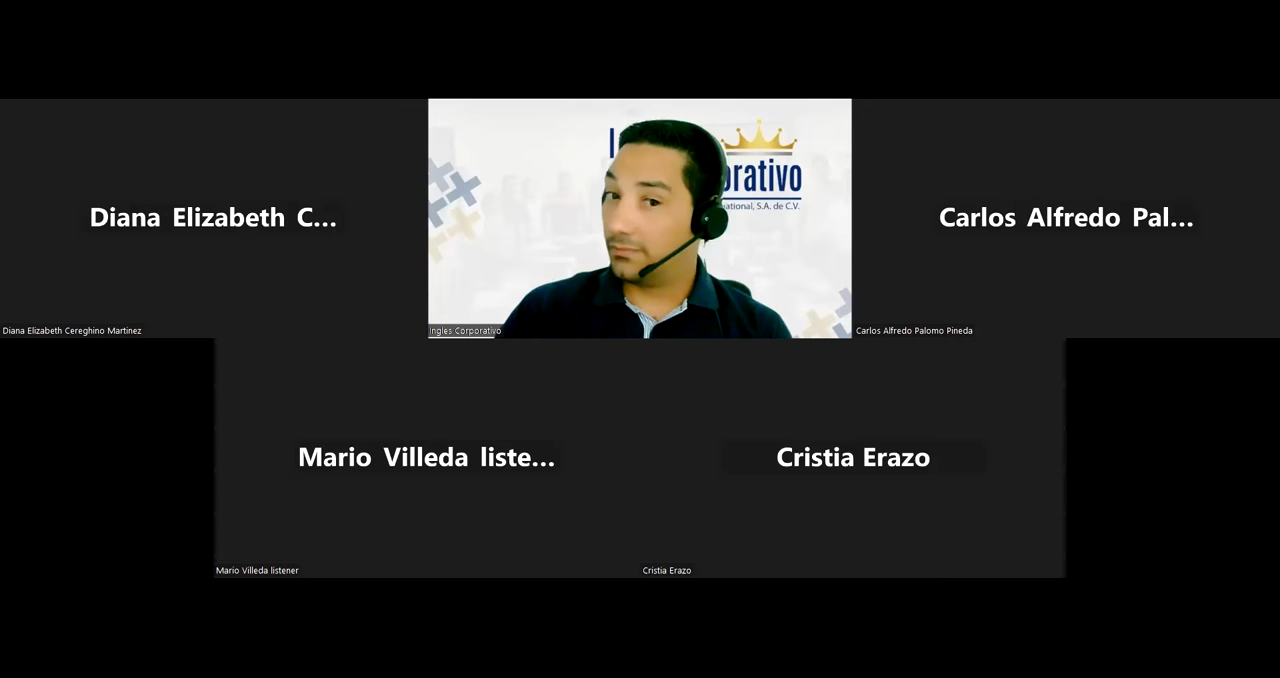 Diana Elizabeth C...
I
orativo
national, S.A. de C.V.
Carlos Alfredo Pal...
Diana Elizabeth Cereghino Martinez
Ingles Corporativo
Carlos Alfredo Palomo Pineda
Mario Villeda liste...
Cristia Erazo
Mario Villeda listener
Cristia Erazo